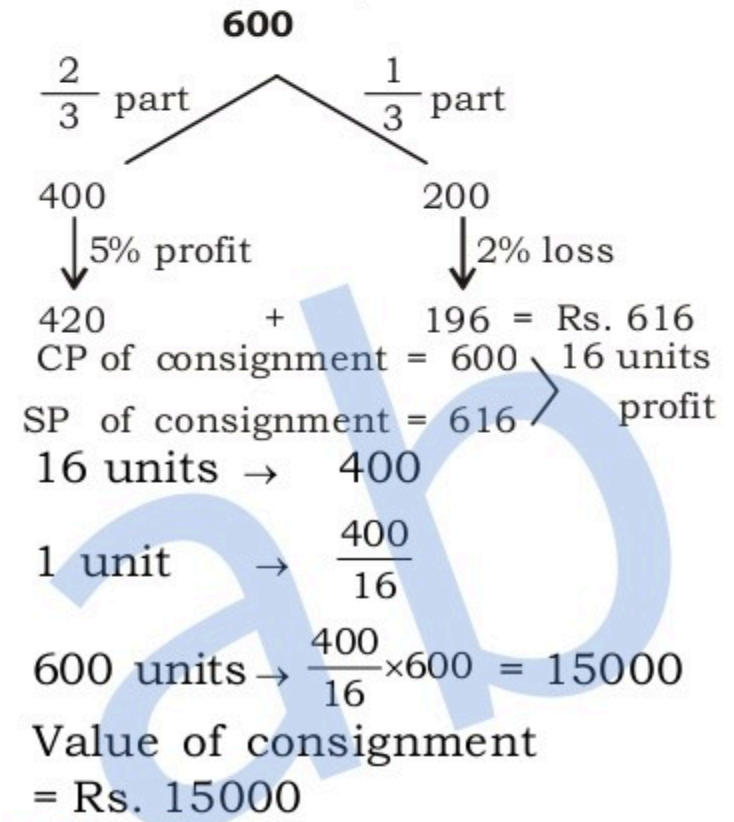 600
2/3 part 1/3 part
400 200
5% profit 2% loss
420 + 196 = Rs. 616
CP of consignment = 600 16 units
SP of consignment = 616 profit
16 units → 400
1 unit → 400/16
600 units → 400/16 ×600 = 15000
Value of consignment
= Rs. 15000
ab